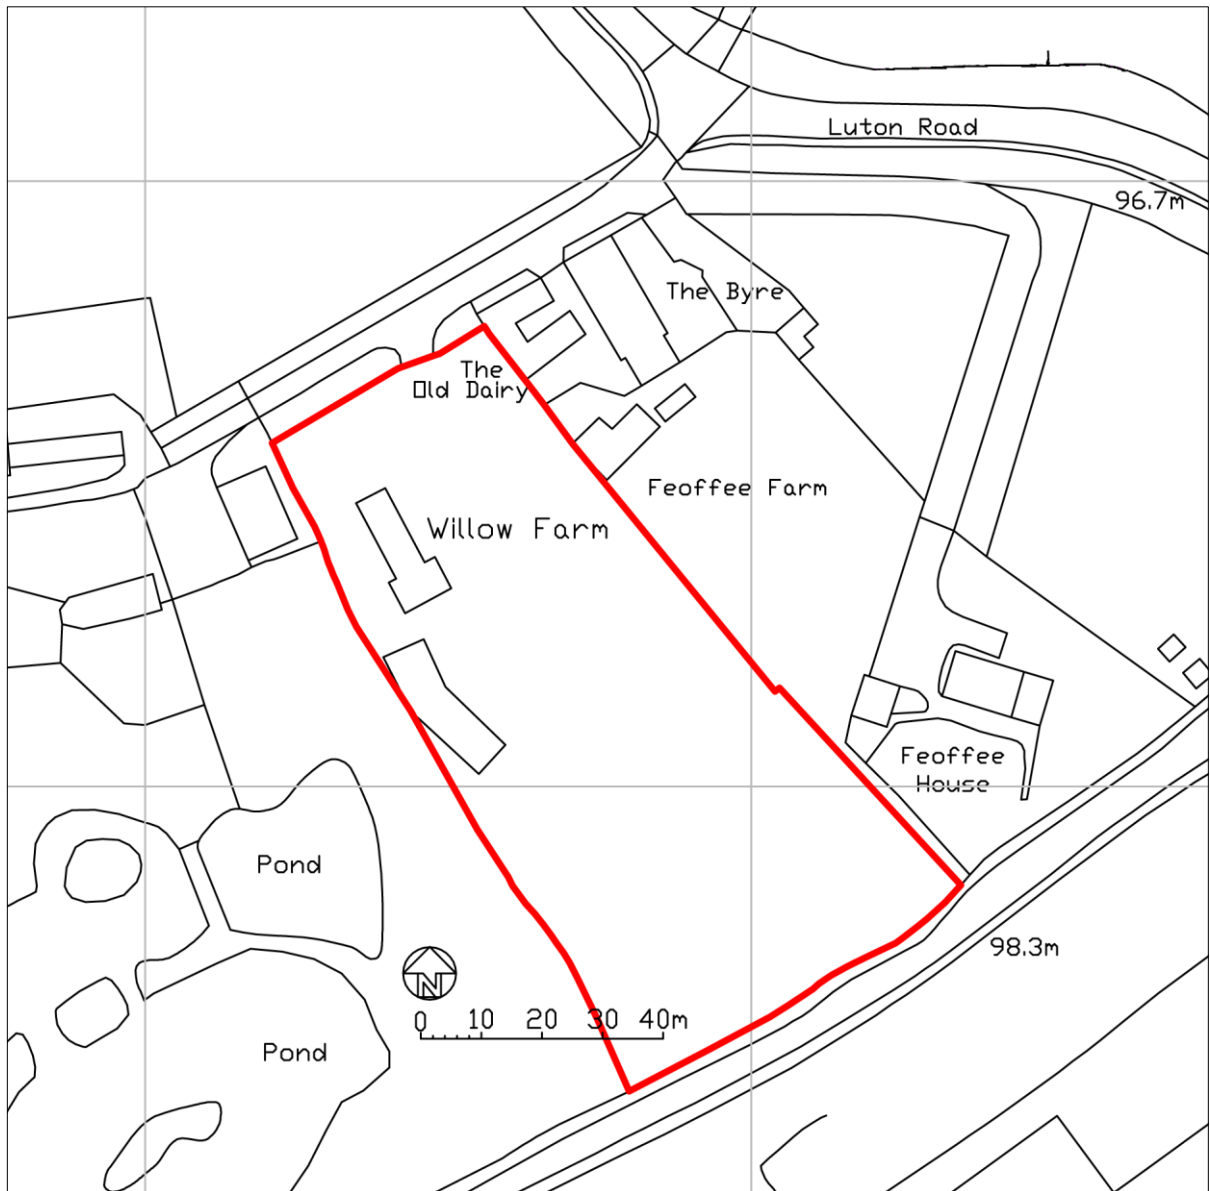 Luton Road
96.7m
The Byre
The
Old Dairy
Feoffee Farm
Willow Farm
Feoffee
House
Pond
98.3m
N
0 10 20 30 40m
Pond